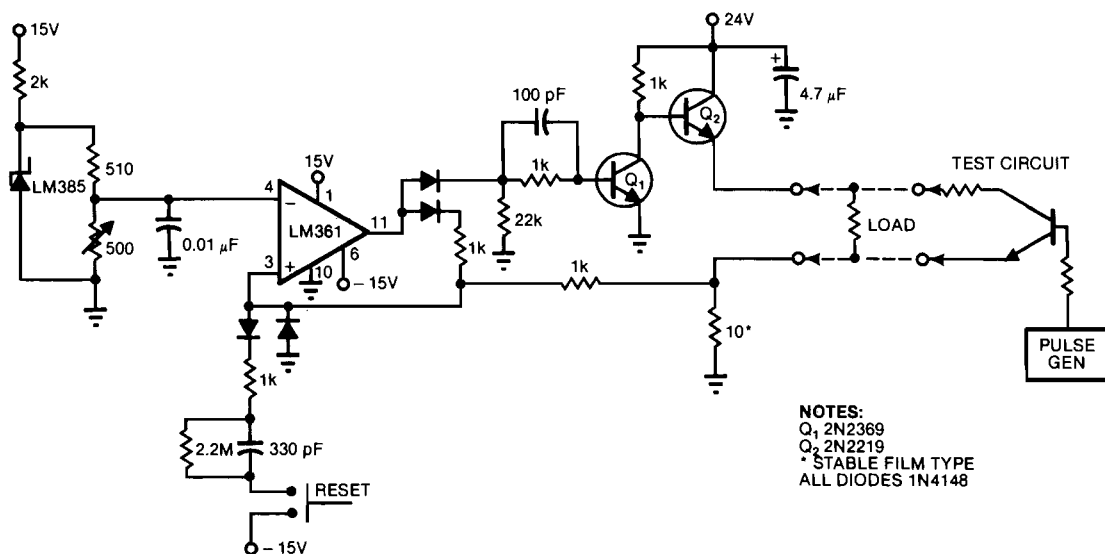 15V
2k
LM385
510
500
0.01 μF
4
3
15V
1
LM361
11
6
10
− 15V
−
+
100 pF
1k
22k
1k
Q1
1k
Q2
24V
+
4.7 μF
1k
1k
10*
TEST CIRCUIT
LOAD
PULSE
GEN
2.2M
330 pF
RESET
− 15V
NOTES:
Q1 2N2369
Q2 2N2219
* STABLE FILM TYPE
ALL DIODES 1N4148